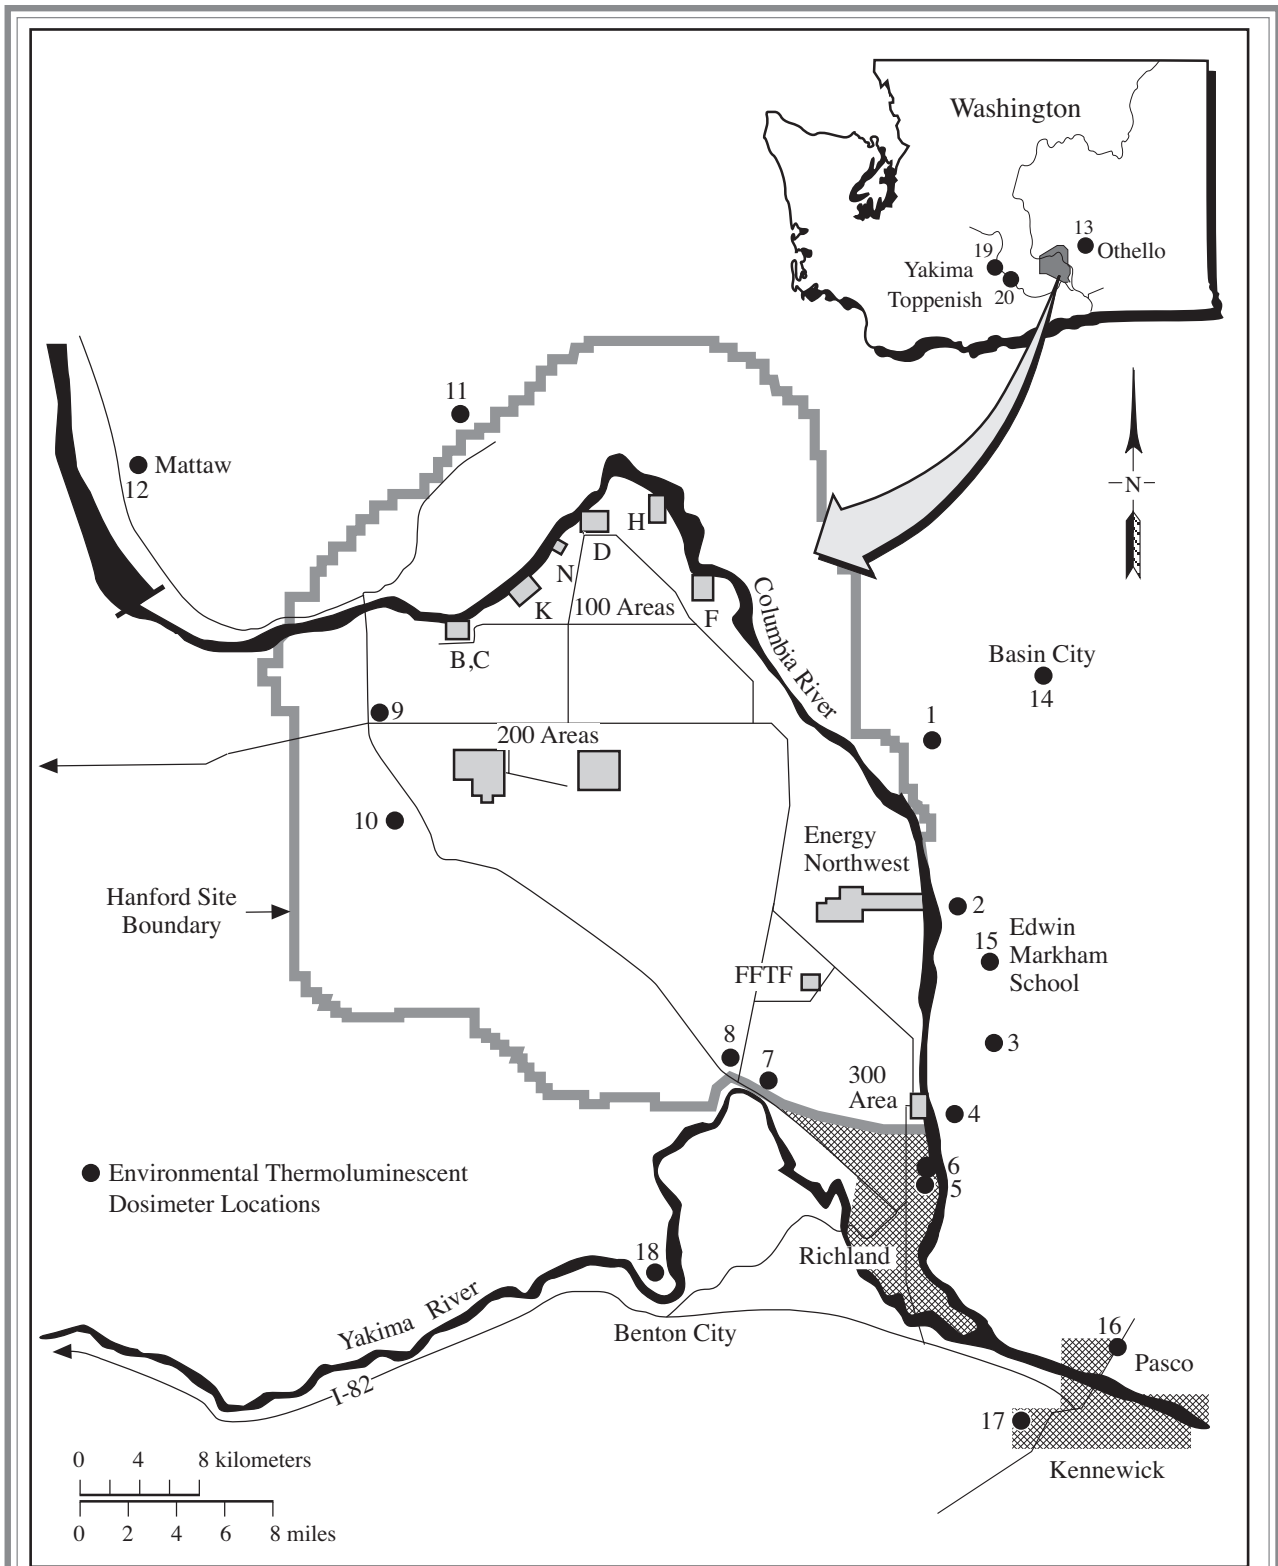 Washington
13
Othello
19
Yakima
Toppenish
20
11
N
Mattaw
12
H
D
N
K
100 Areas
F
B,C
Columbia River
Basin City
14
1
9
200 Areas
10
Energy
Northwest
Hanford Site
Boundary
2
15
Edwin
Markham
School
FFTF
3
8
7
300
Area
4
6
5
Environmental Thermoluminescent
Dosimeter Locations
Richland
18
Yakima River
Benton City
I-82
16
Pasco
17
Kennewick
0 4 8 kilometers
0 2 4 6 8 miles